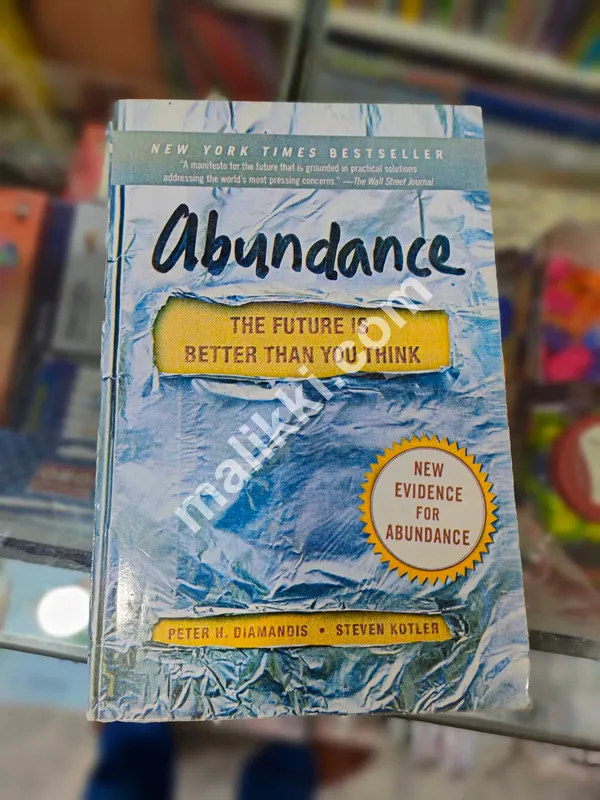 NEW YORK TIMES BESTSELLER
"A manifesto for the future that is grounded in practical solutions
addressing the world's most pressing concerns." —The Wall Street Journal
abundance
THE FUTURE IS
BETTER THAN YOU THINK
malikki.com
NEW
EVIDENCE
FOR
ABUNDANCE
PETER H. DIAMANDIS • STEVEN KOTLER